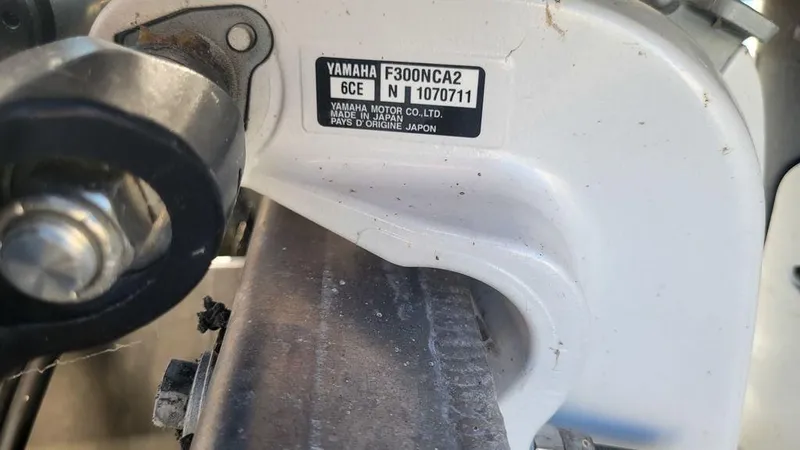 YAMAHA F300NCA2
6CE N 1070711
YAMAHA MOTOR CO., LTD.
MADE IN JAPAN
PAYS D'ORIGINE JAPON